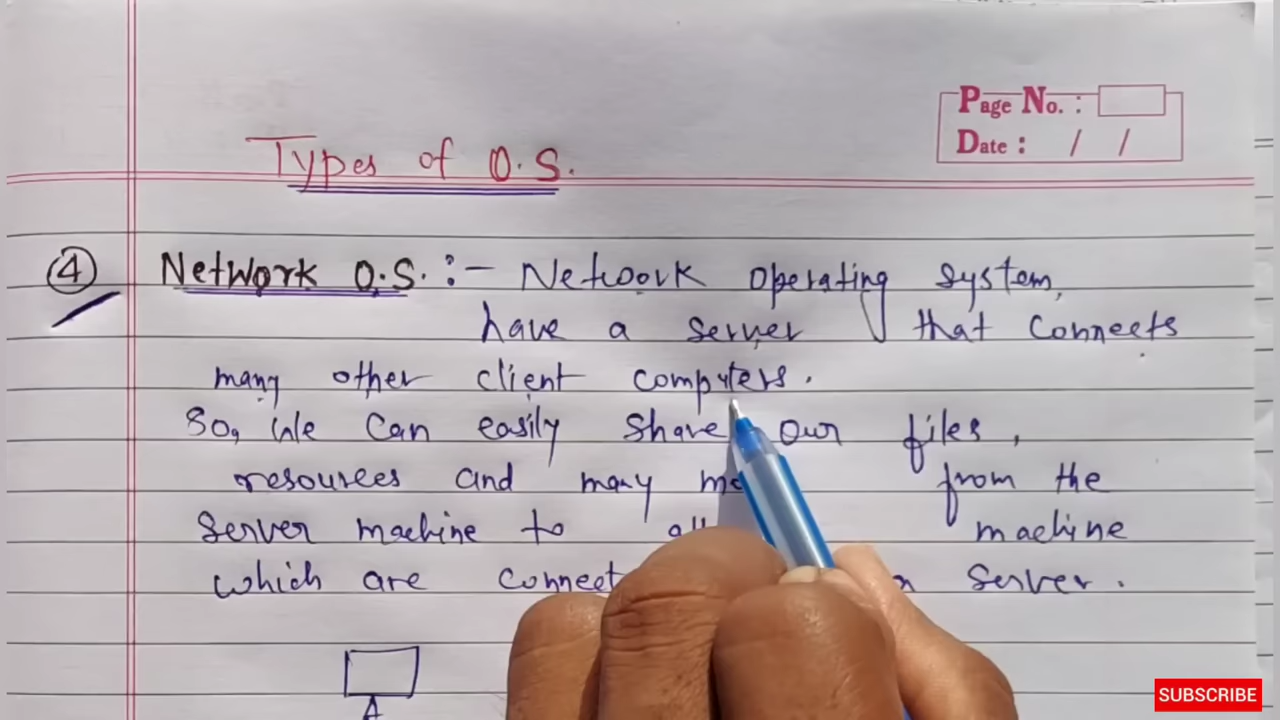 Page No. :
Date : / /
Types of O.S.
4 Network O.S. :- Network operating system,
have a server that connects
many other client computers.
So, we can easily share our files,
resources and many from the
server machine to machine
which are server.
SUBSCRIBE